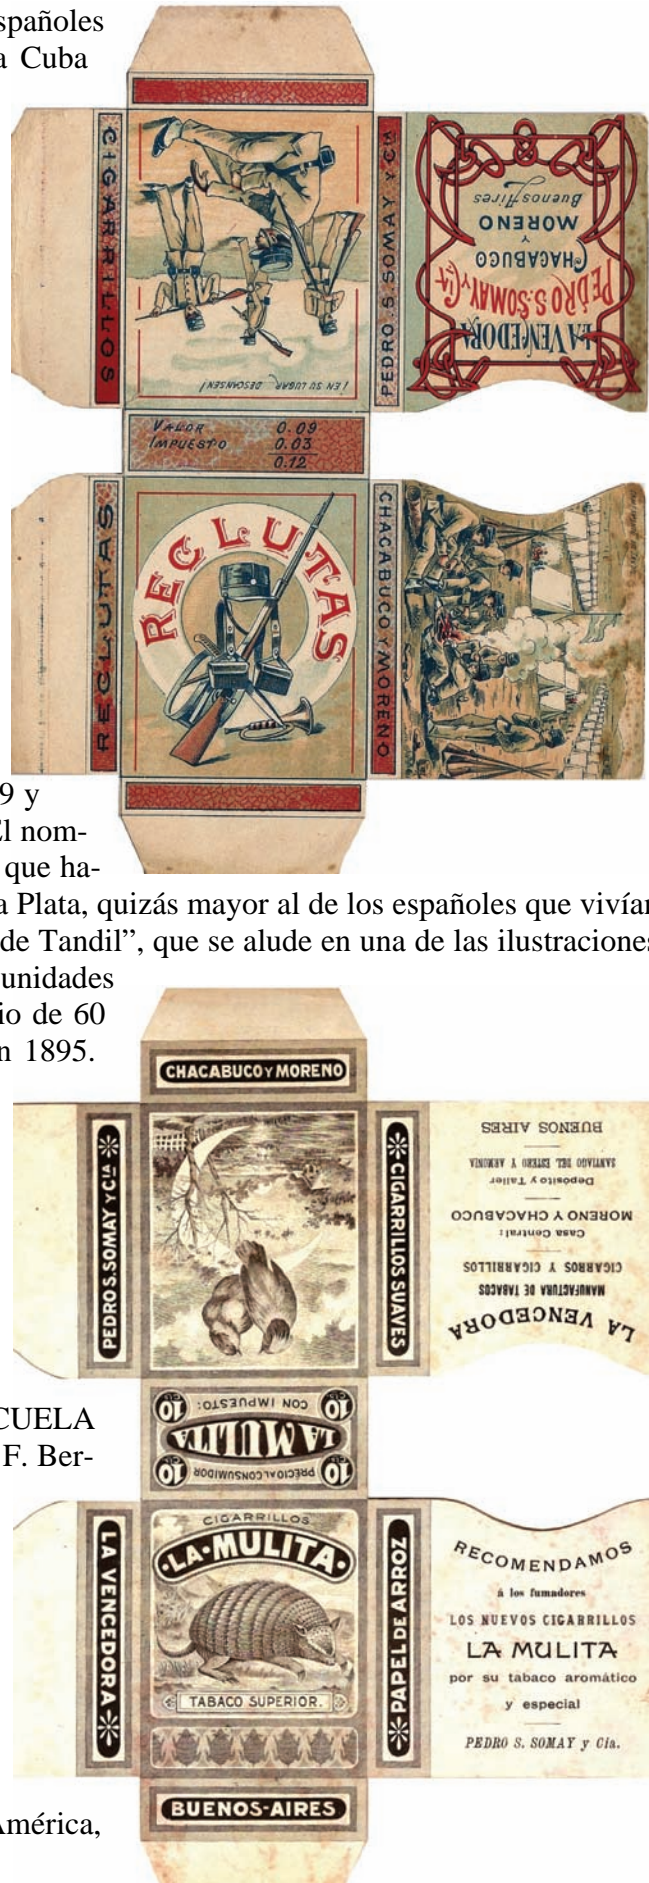 spañoles
a Cuba
CIGARRILLOS
¡EN SU LUGAR DESCANSEN!
PEDRO S. SOMAY Y CIA
LA VENCEDORA
PEDRO S. SOMAY y Cia
CHACABUCO
Y
MORENO
Buenos Aires
VALOR 0.09
IMPUESTO 0.03
0.12
RECLUTAS
RECLUTAS
CHACABUCO Y MORENO
9 y
El nom-
que ha-
a Plata, quizás mayor al de los españoles que vivían
de Tandil”, que se alude en una de las ilustraciones
unidades
io de 60
n 1895.
CHACABUCO Y MORENO
PEDRO S. SOMAY Y CIA
CIGARRILLOS SUAVES
LA VENCEDORA
MANUFACTURA DE TABACOS
CIGARROS Y CIGARRILLOS
Casa Central:
MORENO Y CHACABUCO
Depósito y Taller
SANTIAGO DEL ESTERO Y ARMONIA
BUENOS AIRES
PRECIO AL CONSUMIDOR
10 CTS LA MULITA 10 CTS
10 CTS CON IMPUESTO: 10 CTS
CUELA
F. Ber-
LA VENCEDORA
CIGARRILLOS
·LA·MULITA·
TABACO SUPERIOR.
PAPEL DE ARROZ
RECOMENDAMOS
á los fumadores
LOS NUEVOS CIGARRILLOS
LA MULITA
por su tabaco aromático
y especial
PEDRO S. SOMAY y Cia.
BUENOS-AIRES
América,